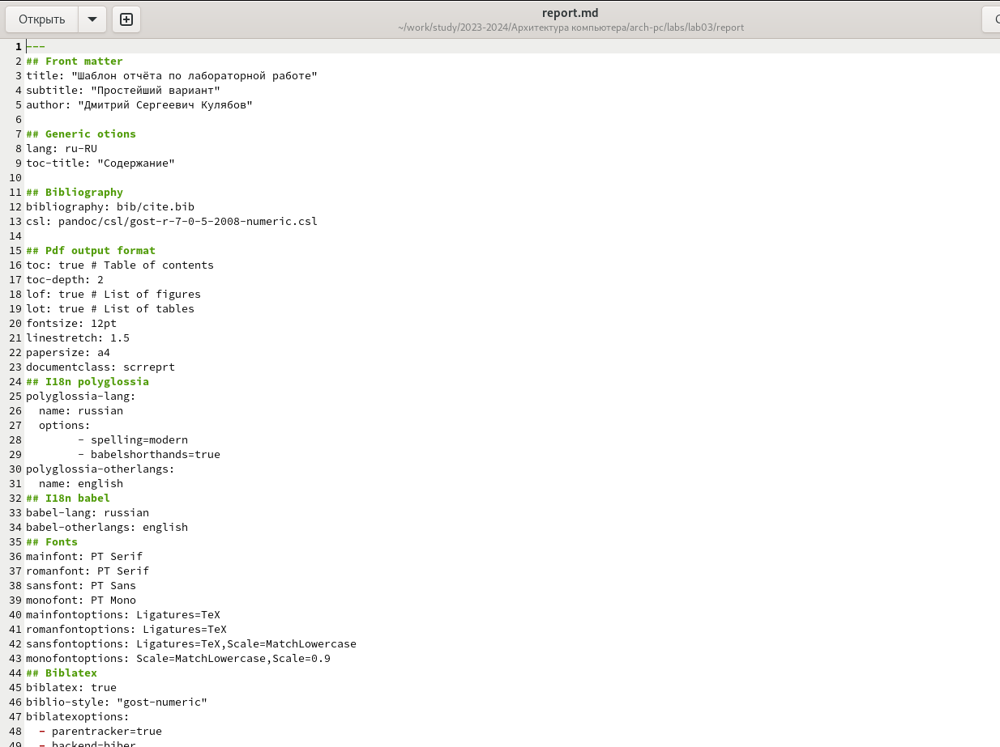 Открыть
report.md
~/work/study/2023-2024/Архитектура компьютера/arch-pc/labs/lab03/report
1 ---
2 ## Front matter
3 title: "Шаблон отчёта по лабораторной работе"
4 subtitle: "Простейший вариант"
5 author: "Дмитрий Сергеевич Кулябов"
6
7 ## Generic otions
8 lang: ru-RU
9 toc-title: "Содержание"
10
11 ## Bibliography
12 bibliography: bib/cite.bib
13 csl: pandoc/csl/gost-r-7-0-5-2008-numeric.csl
14
15 ## Pdf output format
16 toc: true # Table of contents
17 toc-depth: 2
18 lof: true # List of figures
19 lot: true # List of tables
20 fontsize: 12pt
21 linestretch: 1.5
22 papersize: a4
23 documentclass: scrreprt
24 ## I18n polyglossia
25 polyglossia-lang:
26   name: russian
27   options:
28         - spelling=modern
29         - babelshorthands=true
30 polyglossia-otherlangs:
31   name: english
32 ## I18n babel
33 babel-lang: russian
34 babel-otherlangs: english
35 ## Fonts
36 mainfont: PT Serif
37 romanfont: PT Serif
38 sansfont: PT Sans
39 monofont: PT Mono
40 mainfontoptions: Ligatures=TeX
41 romanfontoptions: Ligatures=TeX
42 sansfontoptions: Ligatures=TeX,Scale=MatchLowercase
43 monofontoptions: Scale=MatchLowercase,Scale=0.9
44 ## Biblatex
45 biblatex: true
46 biblio-style: "gost-numeric"
47 biblatexoptions:
48   - parentracker=true
49   - backend=biber